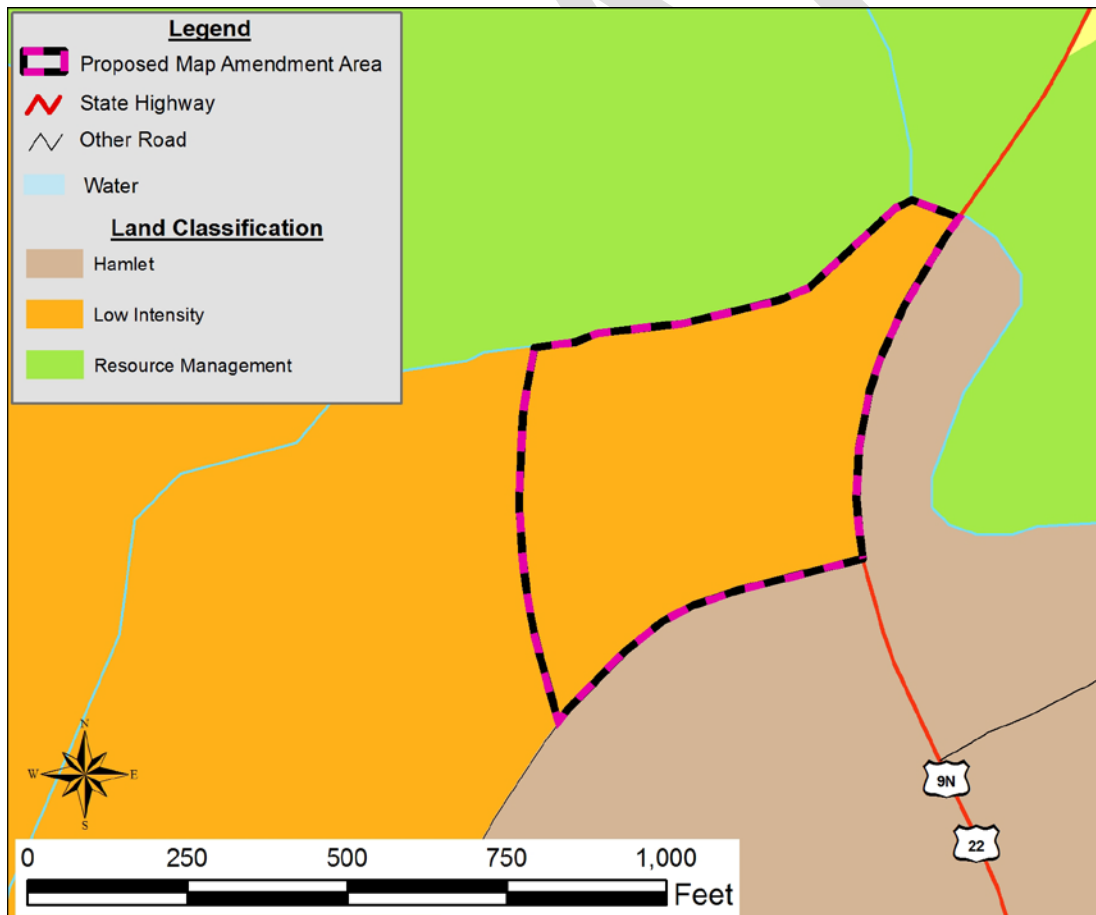 Legend
Proposed Map Amendment Area
State Highway
Other Road
Water
Land Classification
Hamlet
Low Intensity
Resource Management
N
W E
S
9N
22
0 250 500 750 1,000
Feet